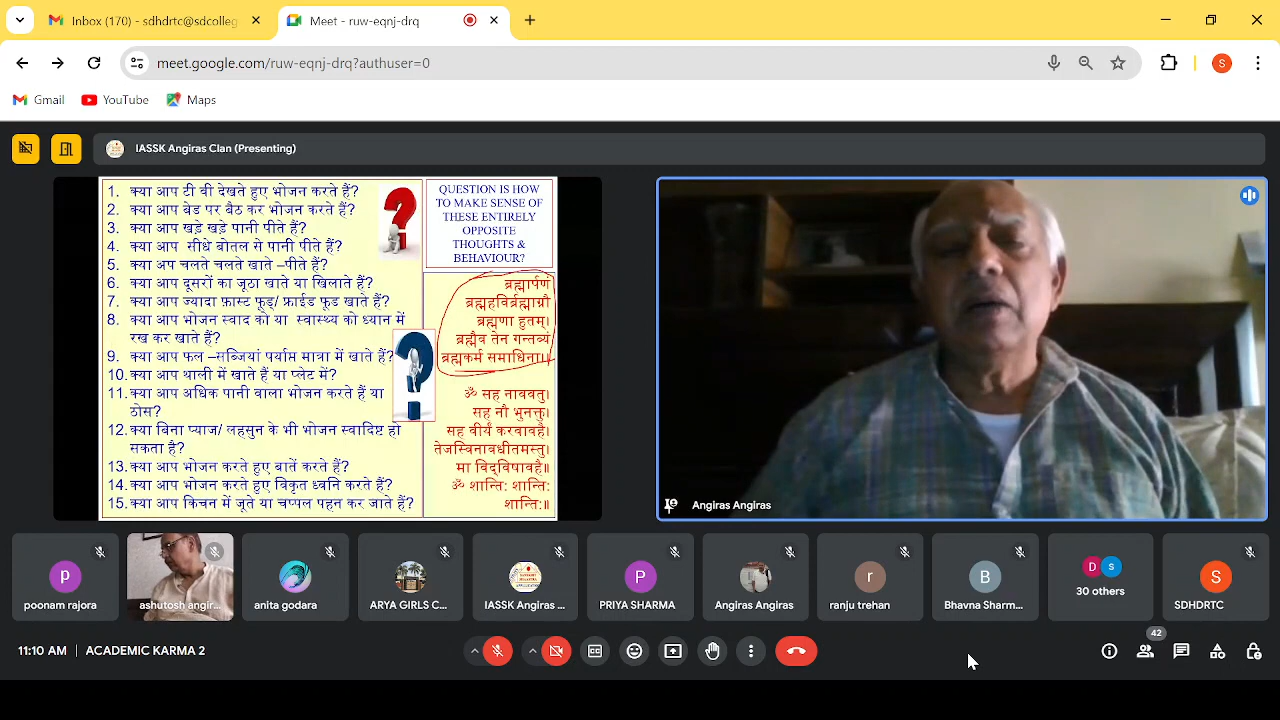 Inbox (170) - sdhdrtc@sdcolleg
Meet - ruw-eqnj-drq
meet.google.com/ruw-eqnj-drq?authuser=0
S
Gmail
YouTube
Maps
IASSK Angiras Clan (Presenting)
1. क्या आप टी वी देखते हुए भोजन करते हैं?
2. क्या आप बेड पर बैठ कर भोजन करते हैं?
3. क्या आप खड़े खड़े पानी पीते हैं?
4. क्या आप सीधे बोतल से पानी पीते हैं?
5. क्या अप चलते चलते खाते –पीते हैं?
6. क्या आप दूसरों का जूठा खाते या खिलाते हैं?
7. क्या आप ज्यादा फ़ास्ट फूड्/ फ्राईड फूड खाते हैं?
8. क्या आप भोजन स्वाद को या स्वास्थ्य को ध्यान में
रख कर खाते हैं?
9. क्या आप फल –सब्जियां पर्याप्त मात्रा में खाते हैं?
10. क्या आप थाली में खाते हैं या प्लेट में?
11. क्या आप अधिक पानी वाला भोजन करते हैं या
ठोस?
12. क्या बिना प्याज/ लहसुन के भी भोजन स्वादिष्ट हो
सकता है?
13. क्या आप भोजन करते हुए बातें करते हैं?
14. क्या आप भोजन करते हुए विकृत ध्वनि करते हैं?
15. क्या आप किचन में जूते या चप्पल पहन कर जाते हैं?
QUESTION IS HOW
TO MAKE SENSE OF
THESE ENTIRELY
OPPOSITE
THOUGHTS &
BEHAVIOUR?
ब्रह्मार्पणं
ब्रह्महविर्ब्रह्माग्नौ
ब्रह्मणा हुतम्।
ब्रह्मैव तेन गन्तव्यं
ब्रह्मकर्म समाधिना॥
ॐ सह नाववतु।
सह नौ भुनक्तु।
सह वीर्यं करवावहै।
तेजस्विनावधीतमस्तु।
मा विद्विषावहै॥
ॐ शान्तिः शान्तिः
शान्तिः॥
Angiras Angiras
p
poonam rajora
ashutosh angir...
anita godara
ARYA GIRLS C...
IASSK Angiras ...
P
PRIYA SHARMA
Angiras Angiras
r
ranju trehan
B
Bhavna Sharm...
D S
30 others
S
SDHDRTC
11:10 AM | ACADEMIC KARMA 2
42